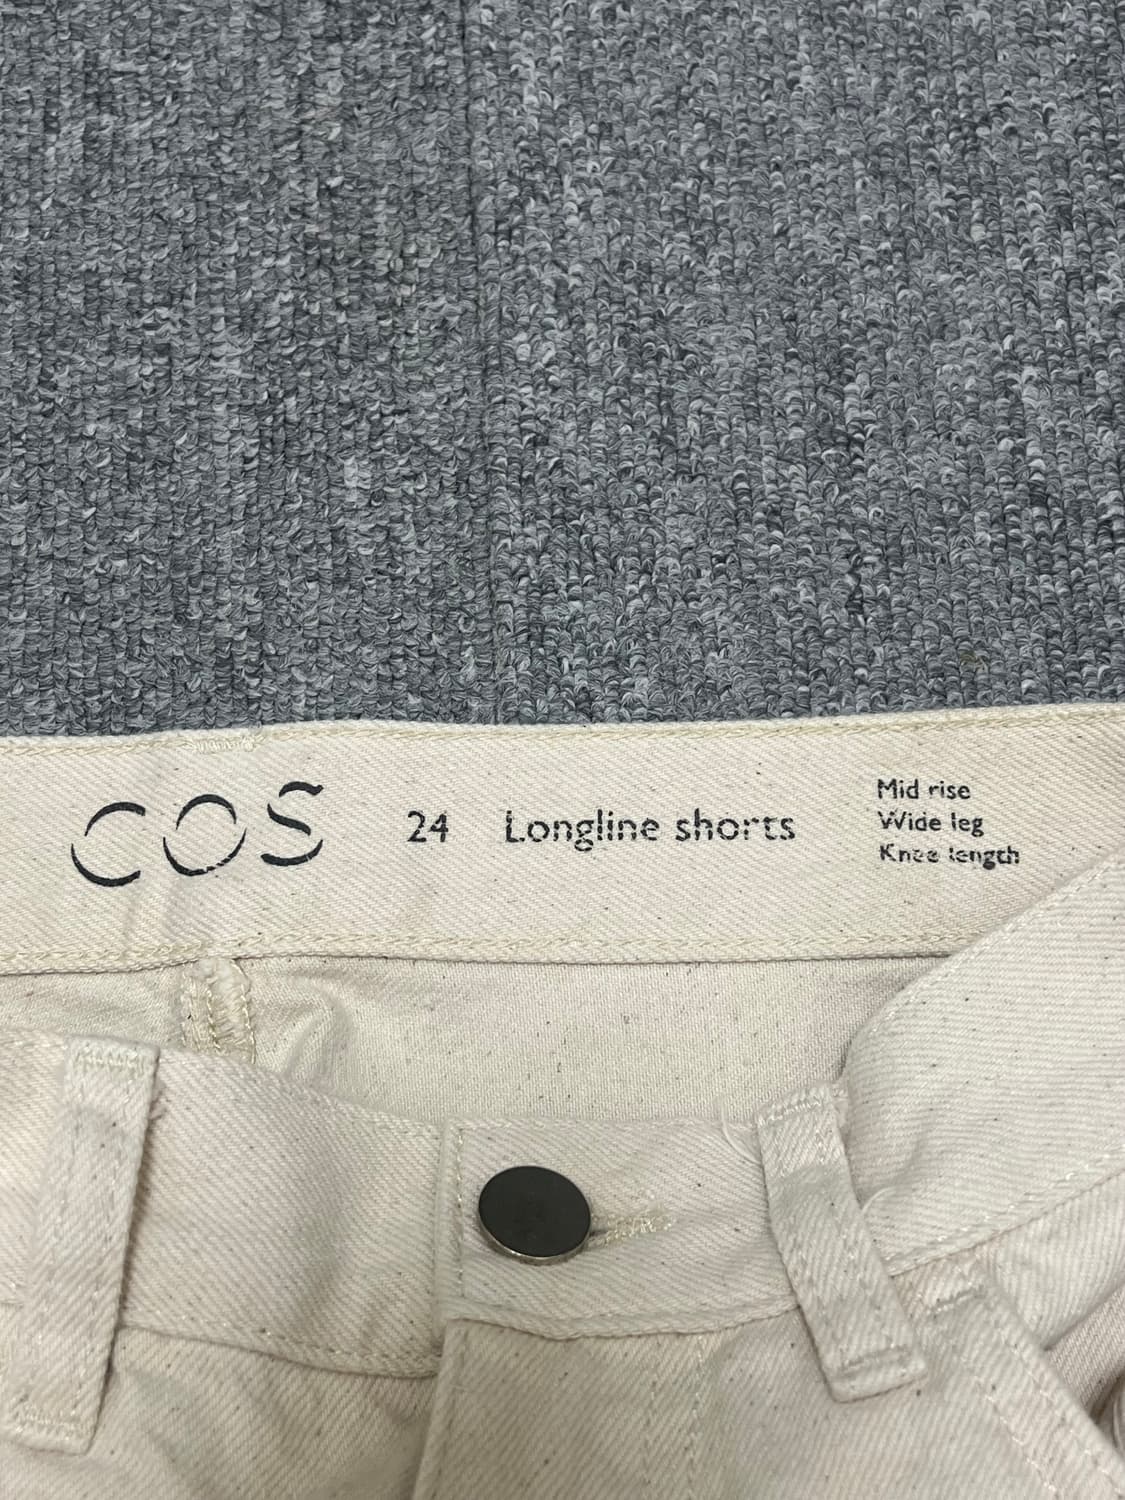 COS 24 Longline shorts
Mid rise
Wide leg
Knee length